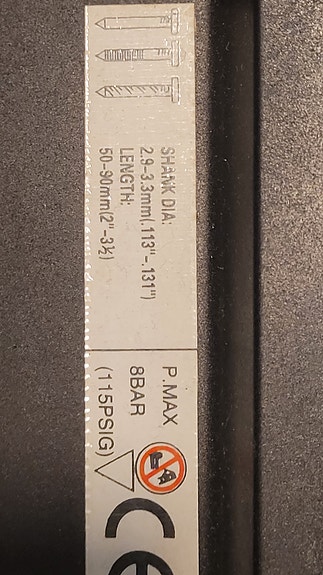 SHANK DIA:
2.9-3.3mm(.113"-.131")
LENGTH:
50-90mm(2"-3½)
P.MAX
8BAR
(115PSIG)
CE